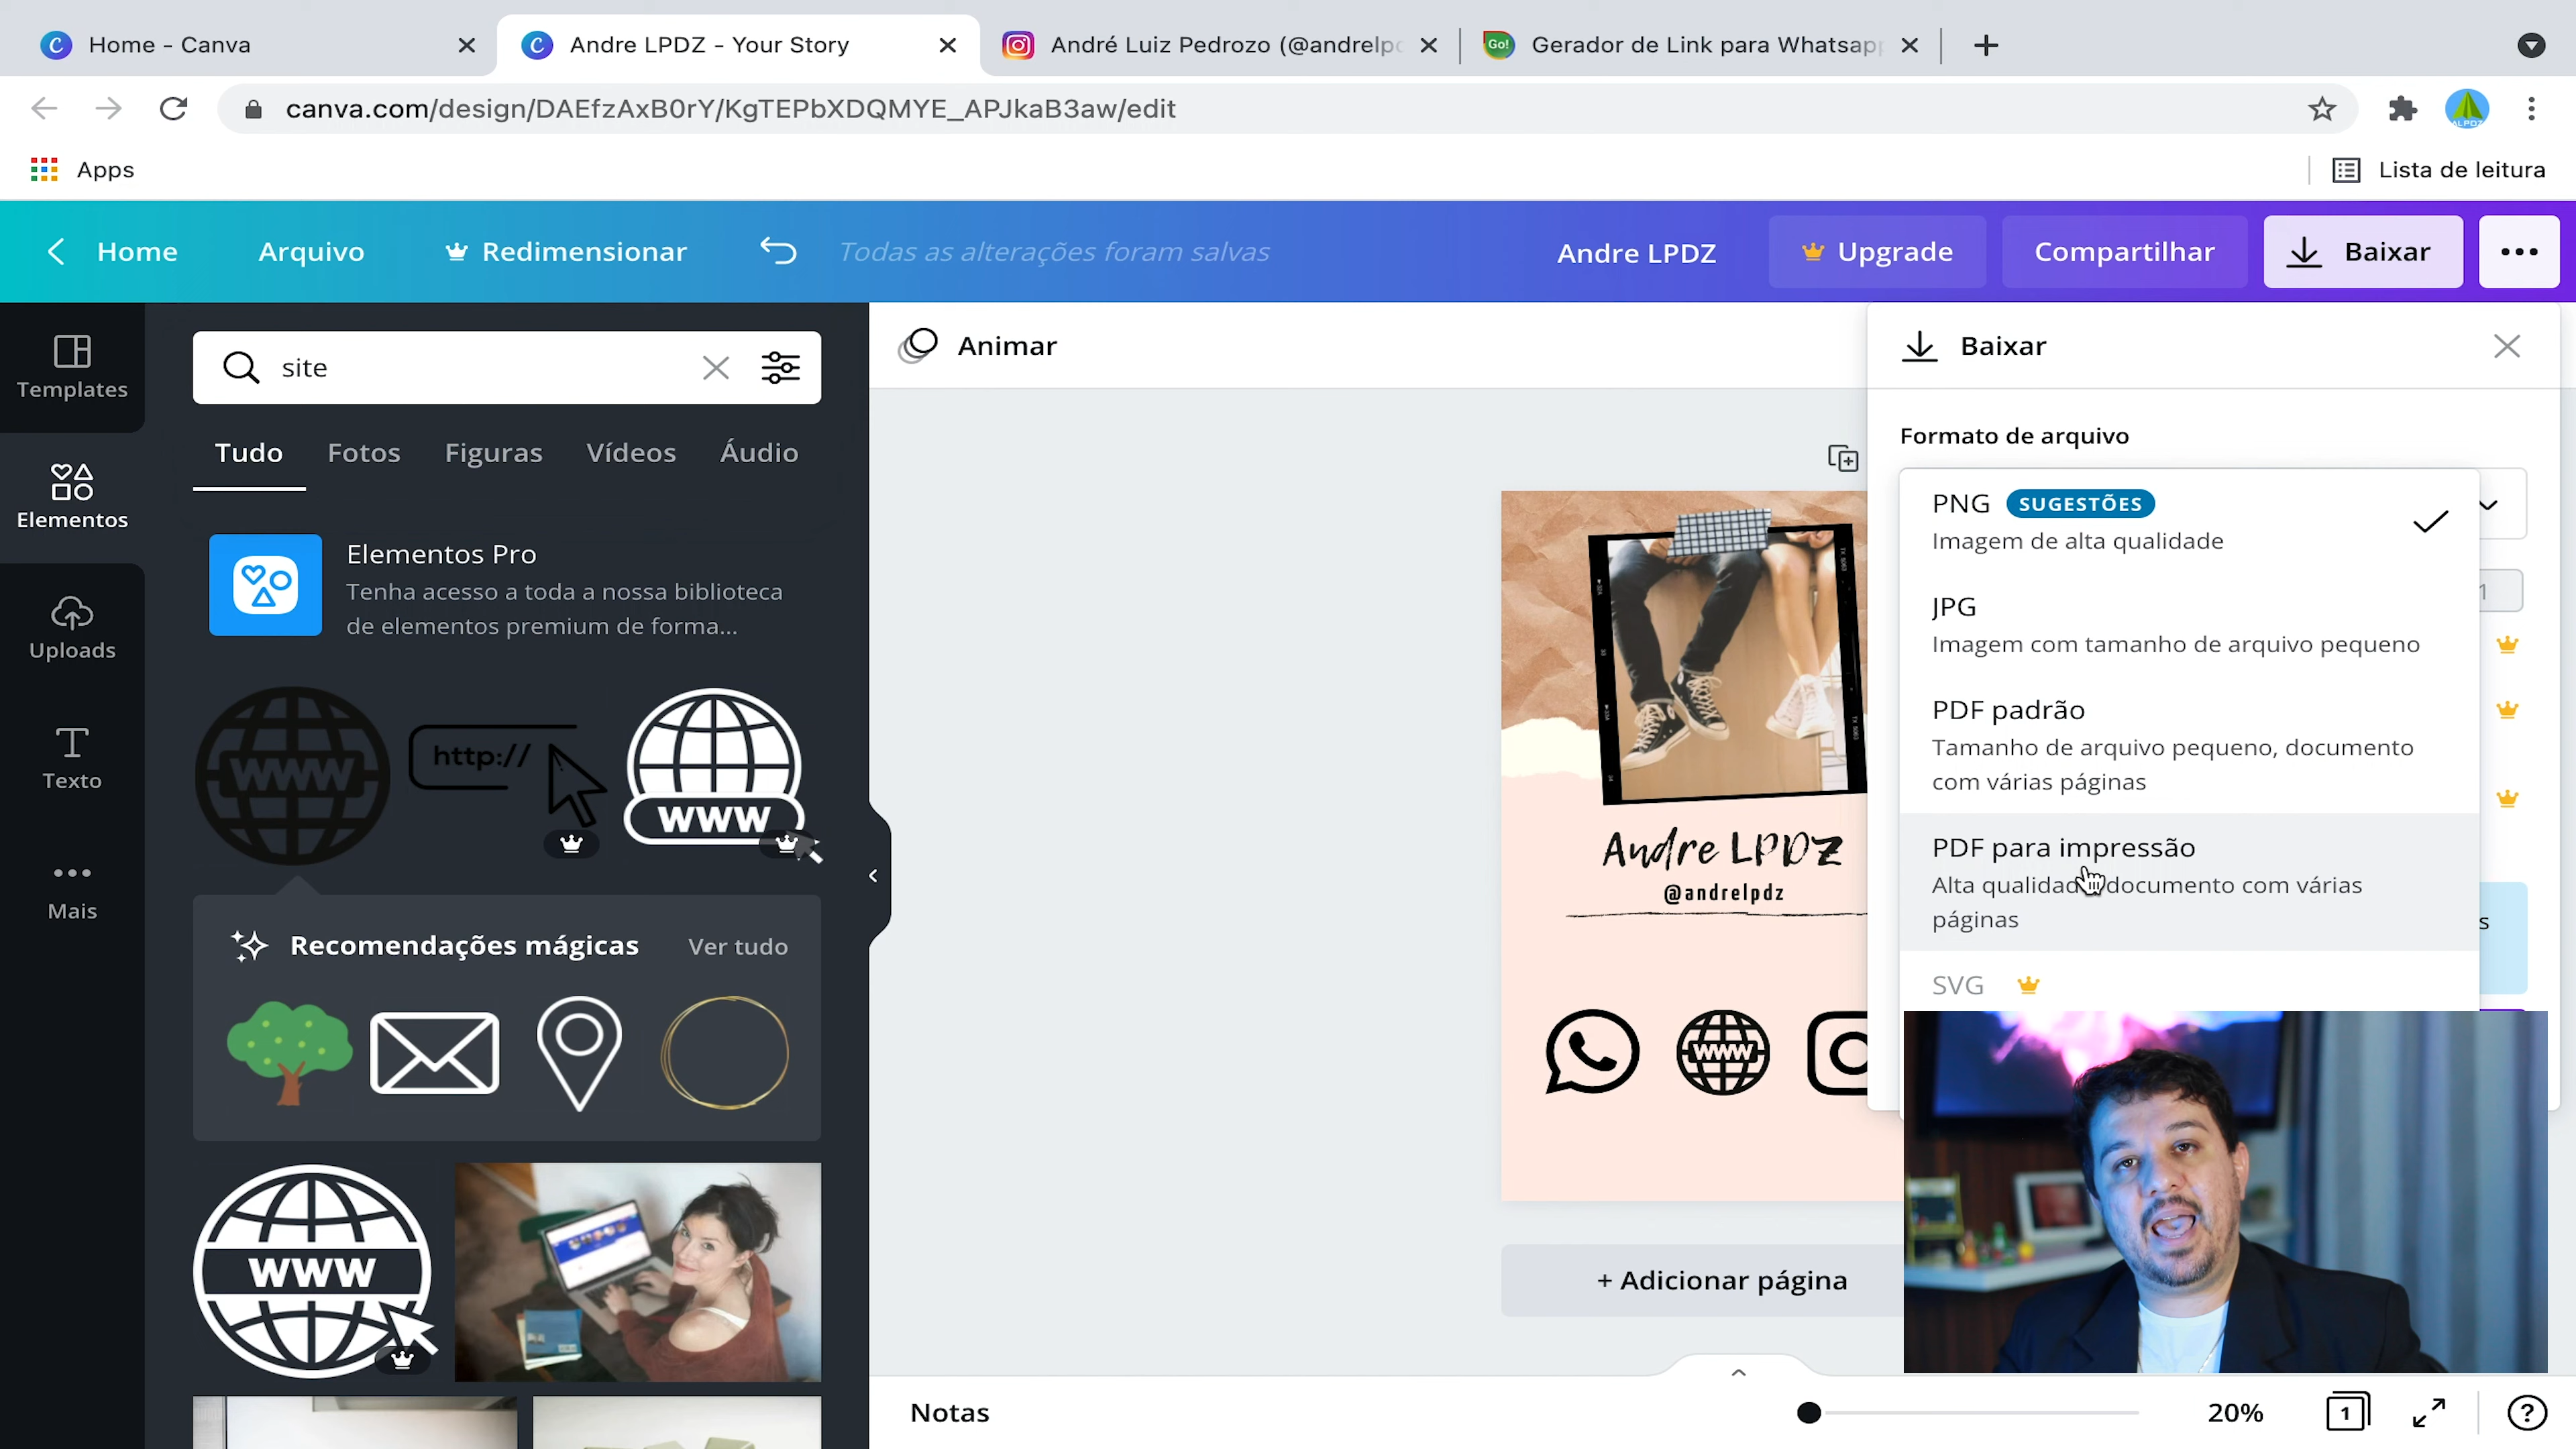 Home - Canva
Andre LPDZ - Your Story
André Luiz Pedrozo (@andrelp
Gerador de Link para Whatsap
canva.com/design/DAEfzAxB0rY/KgTEPbXDQMYE_APJkaB3aw/edit
Apps
Lista de leitura
Home
Arquivo
Redimensionar
Todas as alterações foram salvas
Andre LPDZ
Upgrade
Compartilhar
Baixar
Templates
Elementos
Uploads
Texto
Mais
site
Tudo
Fotos
Figuras
Vídeos
Áudio
Elementos Pro
Tenha acesso a toda a nossa biblioteca
de elementos premium de forma...
WWW
http://
WWW
Recomendações mágicas
Ver tudo
WWW
Animar
Andre LPDZ
@andrelpdz
WWW
+ Adicionar página
Baixar
Formato de arquivo
PNG SUGESTÕES
Imagem de alta qualidade
JPG
Imagem com tamanho de arquivo pequeno
PDF padrão
Tamanho de arquivo pequeno, documento
com várias páginas
PDF para impressão
Alta qualidad documento com várias
páginas
SVG
1
s
Notas
20%
1
?